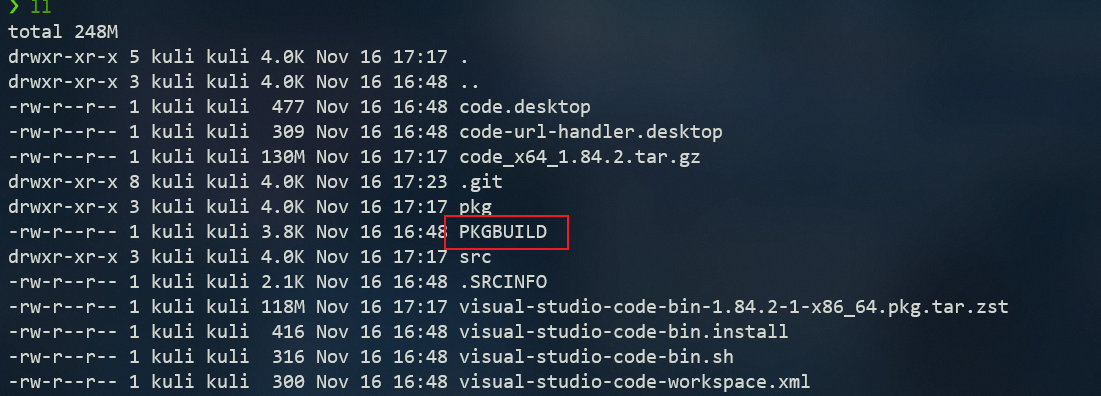 ❯ ll
total 248M
drwxr-xr-x 5 kuli kuli 4.0K Nov 16 17:17 .
drwxr-xr-x 3 kuli kuli 4.0K Nov 16 16:48 ..
-rw-r--r-- 1 kuli kuli  477 Nov 16 16:48 code.desktop
-rw-r--r-- 1 kuli kuli  309 Nov 16 16:48 code-url-handler.desktop
-rw-r--r-- 1 kuli kuli 130M Nov 16 17:17 code_x64_1.84.2.tar.gz
drwxr-xr-x 8 kuli kuli 4.0K Nov 16 17:23 .git
drwxr-xr-x 3 kuli kuli 4.0K Nov 16 17:17 pkg
-rw-r--r-- 1 kuli kuli 3.8K Nov 16 16:48 PKGBUILD
drwxr-xr-x 3 kuli kuli 4.0K Nov 16 17:17 src
-rw-r--r-- 1 kuli kuli 2.1K Nov 16 16:48 .SRCINFO
-rw-r--r-- 1 kuli kuli 118M Nov 16 17:17 visual-studio-code-bin-1.84.2-1-x86_64.pkg.tar.zst
-rw-r--r-- 1 kuli kuli  416 Nov 16 16:48 visual-studio-code-bin.install
-rw-r--r-- 1 kuli kuli  316 Nov 16 16:48 visual-studio-code-bin.sh
-rw-r--r-- 1 kuli kuli  300 Nov 16 16:48 visual-studio-code-workspace.xml